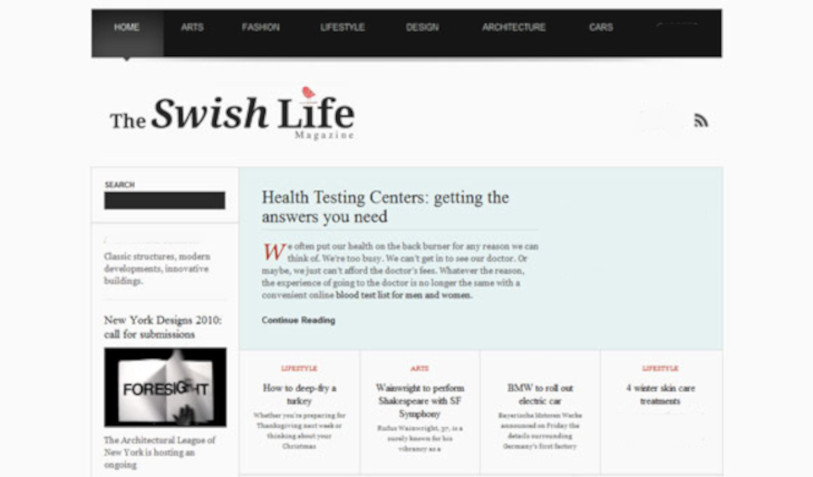 HOME ARTS FASHION LIFESTYLE DESIGN ARCHITECTURE CARS
The Swish Life
Magazine
SEARCH
Classic structures, modern
developments, innovative
buildings.
New York Designs 2010:
call for submissions
FORESIGHT
The Architectural League of
New York is hosting an
ongoing
Health Testing Centers: getting the
answers you need
We often put our health on the back burner for any reason we can
think of. We're too busy. We can't get in to see our doctor. Or
maybe, we just can't afford the doctor's fees. Whatever the reason,
the experience of going to the doctor is no longer the same with a
convenient online blood test list for men and women.
Continue Reading
LIFESTYLE
How to deep-fry a
turkey
Whether you're preparing for
Thanksgiving next week or
thinking about your
Christmas
ARTS
Wainwright to perform
Shakespeare with SF
Symphony
Rufus Wainwright, 37, is a
surely known for his
vibrancy as a
BMW to roll out
electric car
Bayerische Motoren Werke
announced on Friday the
details surrounding
Germany's first factory
LIFESTYLE
4 winter skin care
treatments